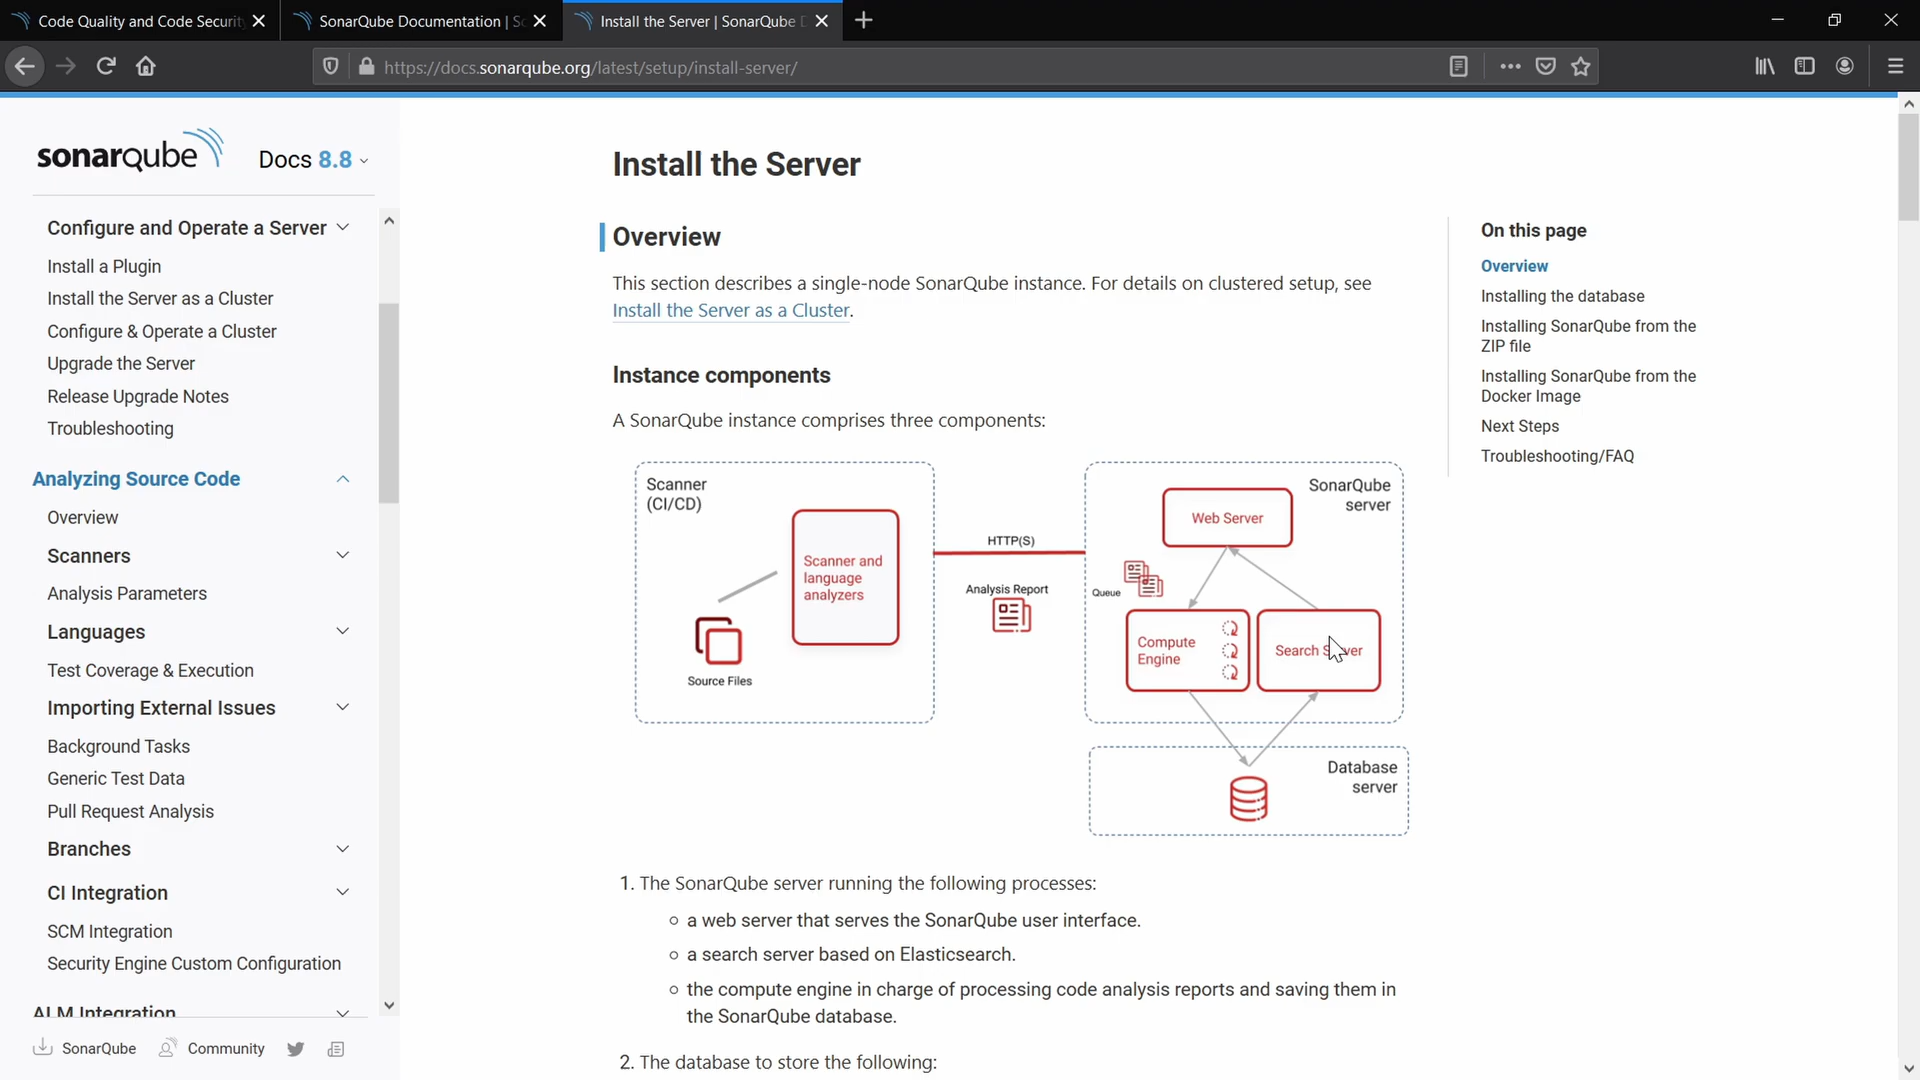 Code Quality and Code Securit
SonarQube Documentation | S
Install the Server | SonarQube D
https://docs.sonarqube.org/latest/setup/install-server/
sonarqube
Docs 8.8
Configure and Operate a Server
Install a Plugin
Install the Server as a Cluster
Configure & Operate a Cluster
Upgrade the Server
Release Upgrade Notes
Troubleshooting
Analyzing Source Code
Overview
Scanners
Analysis Parameters
Languages
Test Coverage & Execution
Importing External Issues
Background Tasks
Generic Test Data
Pull Request Analysis
Branches
CI Integration
SCM Integration
Security Engine Custom Configuration
ALM Integration
SonarQube
Community
Install the Server
Overview
This section describes a single-node SonarQube instance. For details on clustered setup, see
Install the Server as a Cluster.
Instance components
A SonarQube instance comprises three components:
Scanner
(CI/CD)
Scanner and
language
analyzers
Source Files
HTTP(S)
Analysis Report
SonarQube
server
Web Server
Queue
Compute
Engine
Search Server
Database
server
1. The SonarQube server running the following processes:
a web server that serves the SonarQube user interface.
a search server based on Elasticsearch.
the compute engine in charge of processing code analysis reports and saving them in
the SonarQube database.
2. The database to store the following:
On this page
Overview
Installing the database
Installing SonarQube from the
ZIP file
Installing SonarQube from the
Docker Image
Next Steps
Troubleshooting/FAQ